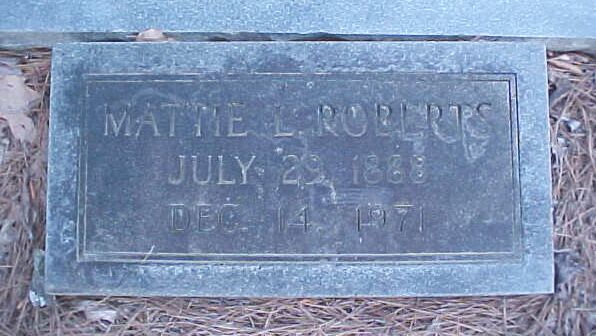 MATTIE L. ROBERTS
JULY 29, 1888
DEC. 14, 1971